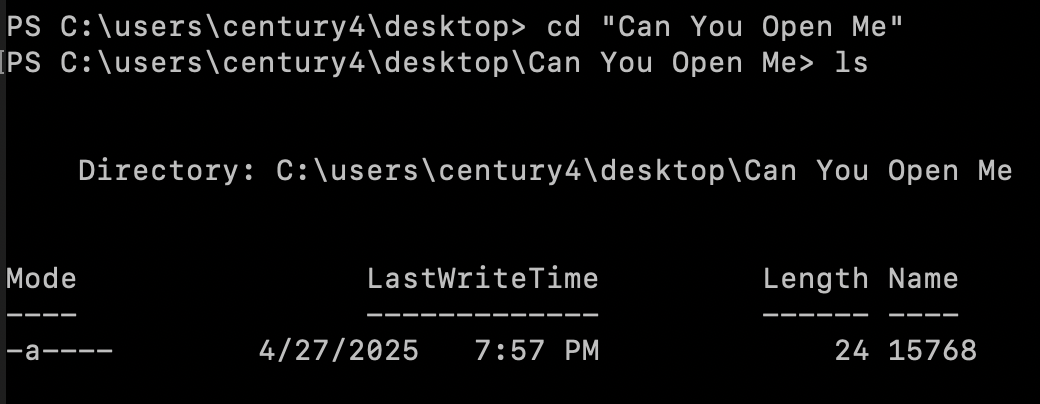 PS C:\users\century4\desktop> cd "Can You Open Me"
[PS C:\users\century4\desktop\Can You Open Me> ls
Directory: C:\users\century4\desktop\Can You Open Me
Mode                LastWriteTime         Length Name
----                -------------         ------ ----
-a----        4/27/2025   7:57 PM             24 15768